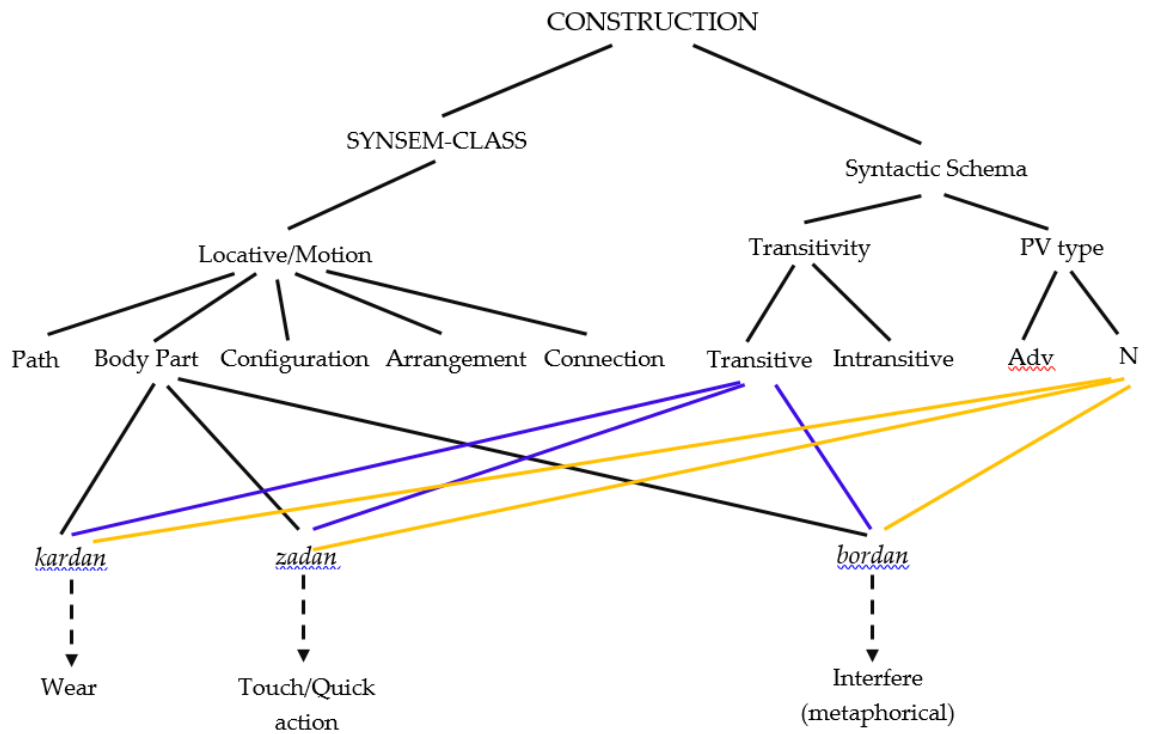 CONSTRUCTION
SYNSEM-CLASS
Syntactic Schema
Locative/Motion
Transitivity
PV type
Path
Body Part
Configuration
Arrangement
Connection
Transitive
Intransitive
Adv
N
kardan
zadan
bordan
Wear
Touch/Quick
action
Interfere
(metaphorical)